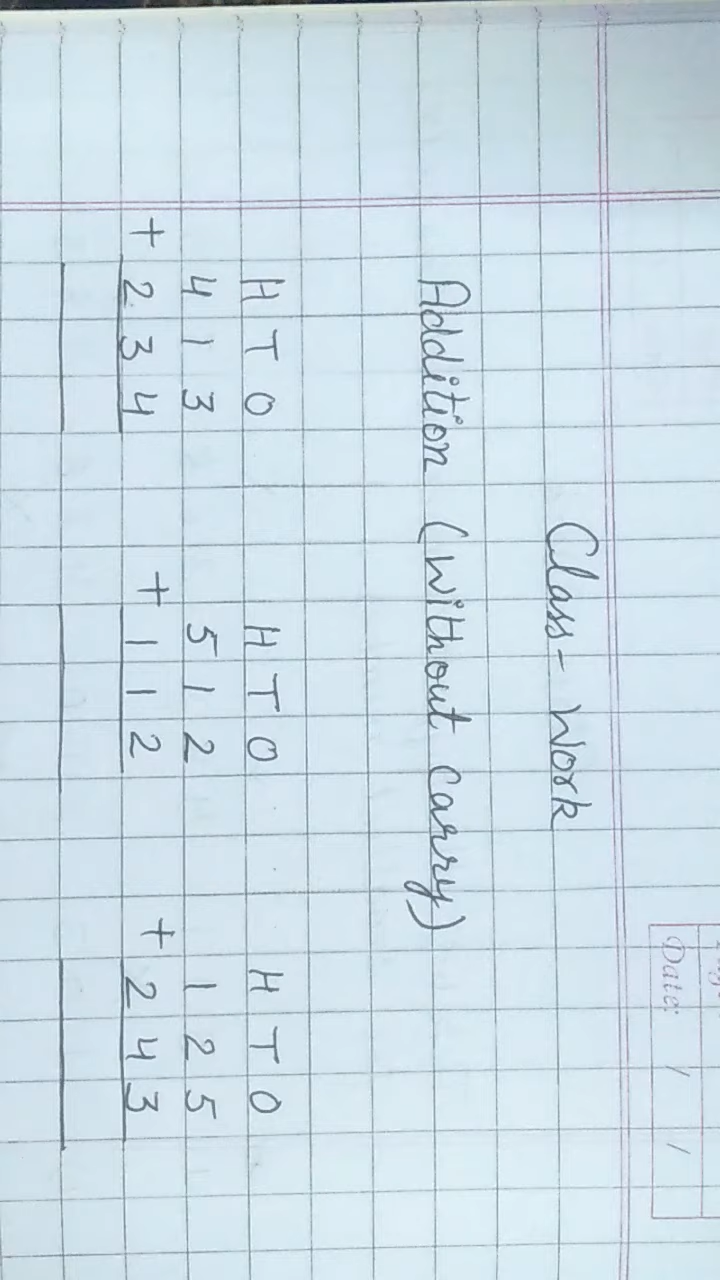 Date: / /
Class- Work
Addition (without carry)
H T O H T O H T O
4 1 3 5 1 2 1 2 5
+ 2 3 4 + 1 1 2 + 2 4 3